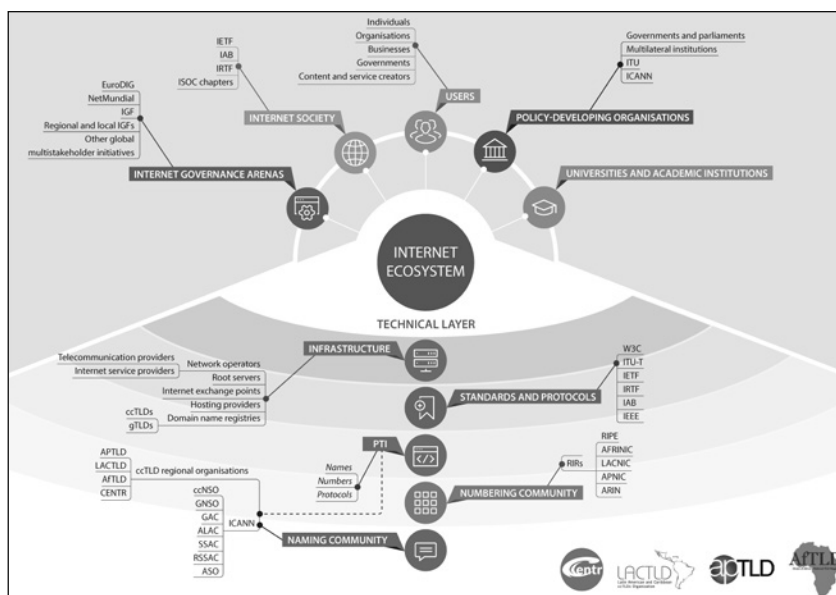 Individuals
Organisations
Businesses
Governments
Content and service creators
USERS
IETF
IAB
IRTF
ISOC chapters
INTERNET SOCIETY
Governments and parliaments
Multilateral institutions
ITU
ICANN
POLICY-DEVELOPING ORGANISATIONS
EuroDIG
NetMundial
IGF
Regional and local IGFs
Other global
multistakeholder initiatives
INTERNET GOVERNANCE ARENAS
UNIVERSITIES AND ACADEMIC INSTITUTIONS
INTERNET
ECOSYSTEM
TECHNICAL LAYER
INFRASTRUCTURE
Telecommunication providers
Internet service providers
Network operators
Root servers
Internet exchange points
Hosting providers
Domain name registries
ccTLDs
gTLDs
W3C
ITU-T
IETF
IRTF
IAB
IEEE
STANDARDS AND PROTOCOLS
PTI
Names
Numbers
Protocols
RIPE
AFRINIC
LACNIC
APNIC
ARIN
RIRs
NUMBERING COMMUNITY
APTLD
LACTLD
AfTLD
CENTR
ccTLD regional organisations
ccNSO
GNSO
GAC
ALAC
SSAC
RSSAC
ASO
ICANN
NAMING COMMUNITY
Centr
LACTLD
Latin American and Caribbean
apTLD
AfTLD